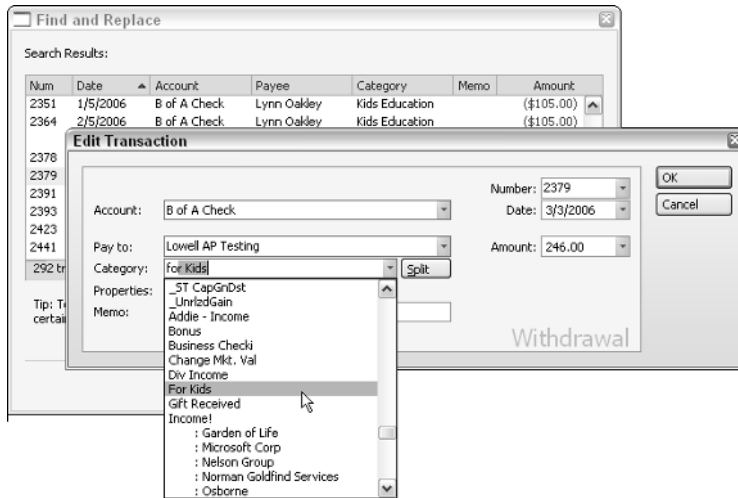 Find and Replace
Search Results:
Num Date Account Payee Category Memo Amount
2351 1/5/2006 B of A Check Lynn Oakley Kids Education ($105.00)
2364 2/5/2006 B of A Check Lynn Oakley Kids Education ($105.00)
2378
2379
2391
2393
2423
2441
292 tr
Tip: T
certai
Edit Transaction
Number: 2379
OK
Account: B of A Check
Date: 3/3/2006
Cancel
Pay to: Lowell AP Testing
Amount: 246.00
Category: for Kids
Split
Properties:
Memo:
Withdrawal
_ST CapGnDst
_UnrlzdGain
Addie - Income
Bonus
Business Checki
Change Mkt. Val
Div Income
For Kids
Gift Received
Income!
: Garden of Life
: Microsoft Corp
: Nelson Group
: Norman Goldfind Services
: Osborne